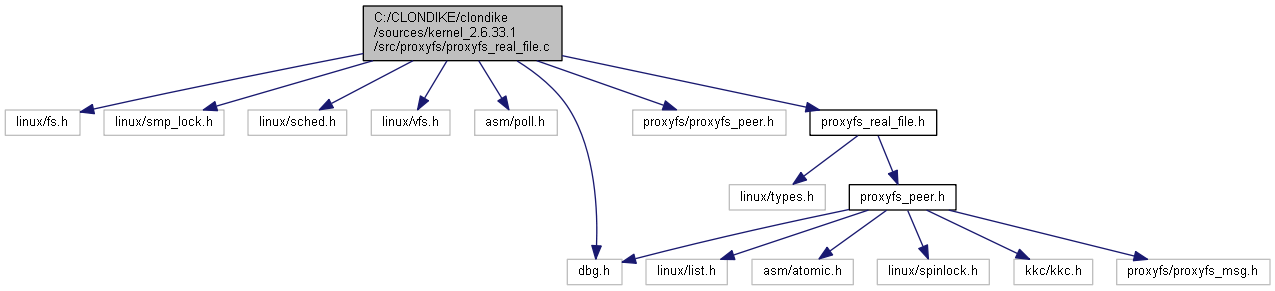 C:/CLONDIKE/clondike
/sources/kernel_2.6.33.1
/src/proxyfs/proxyfs_real_file.c
linux/fs.h
linux/smp_lock.h
linux/sched.h
linux/vfs.h
asm/poll.h
proxyfs/proxyfs_peer.h
proxyfs_real_file.h
linux/types.h
proxyfs_peer.h
dbg.h
linux/list.h
asm/atomic.h
linux/spinlock.h
kkc/kkc.h
proxyfs/proxyfs_msg.h